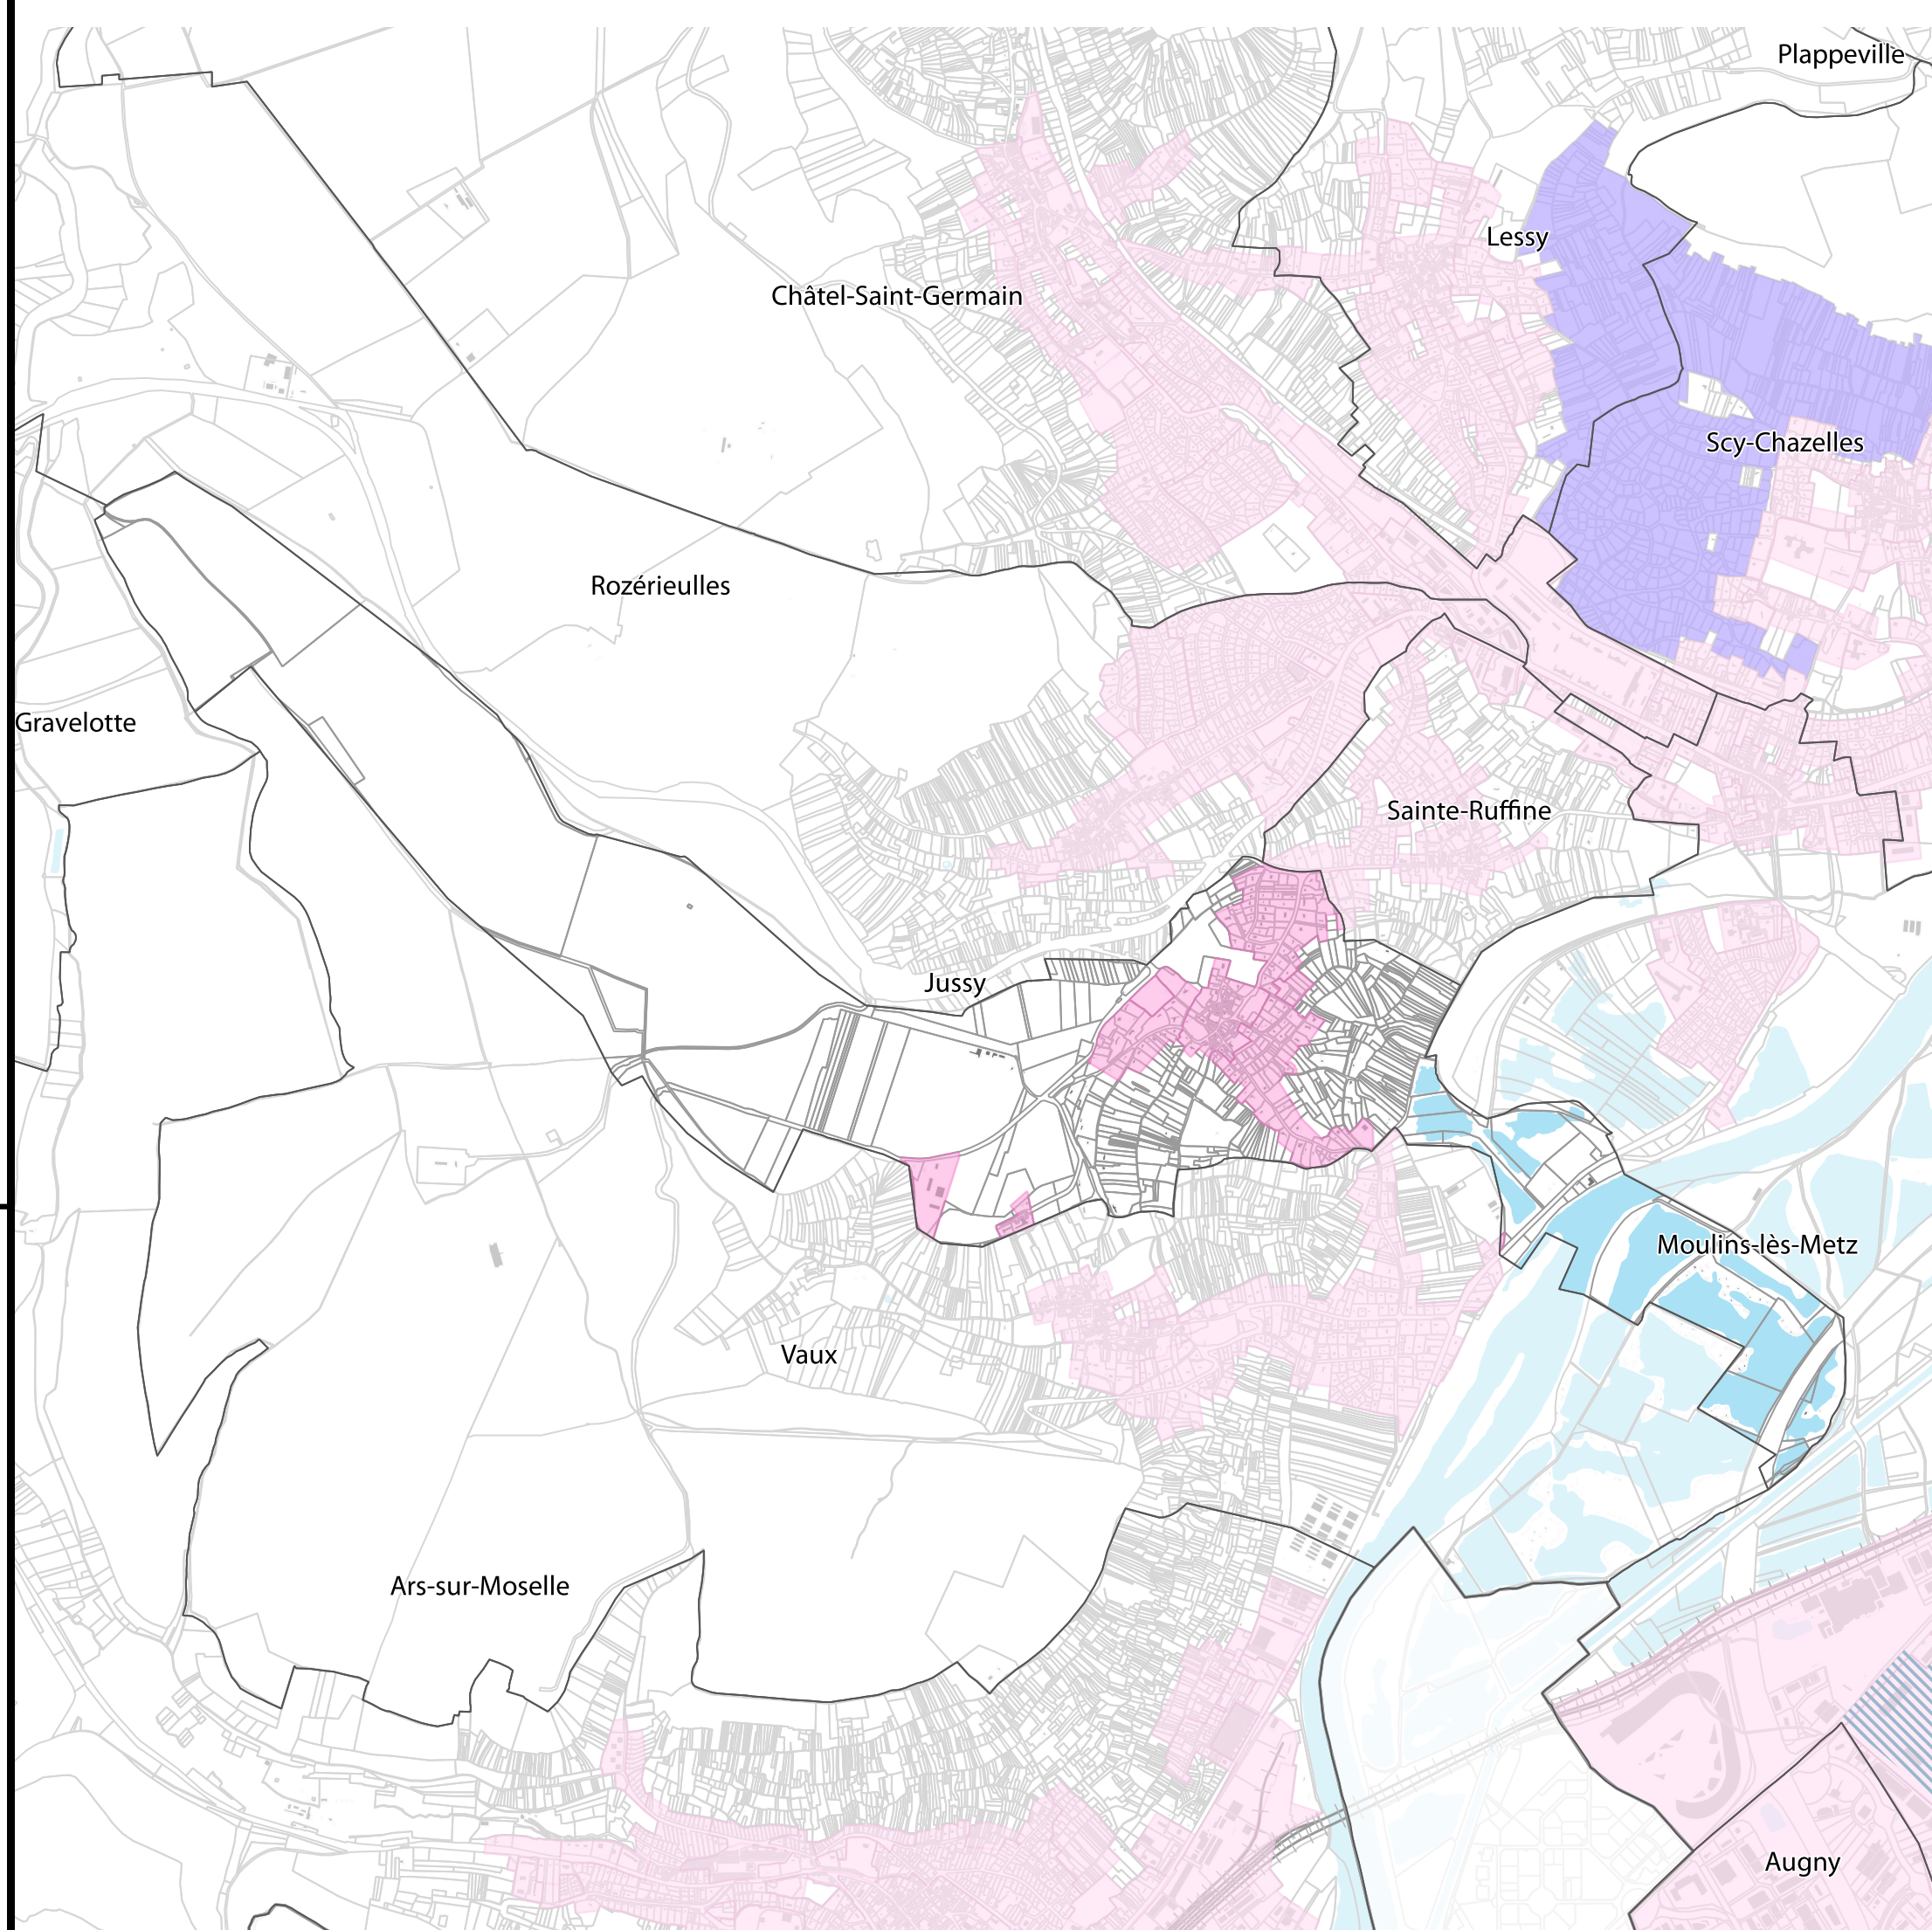 Plappeville
Lessy
Châtel-Saint-Germain
Scy-Chazelles
Rozérieulles
Gravelotte
Sainte-Ruffine
Jussy
Moulins-lès-Metz
Vaux
Ars-sur-Moselle
Augny